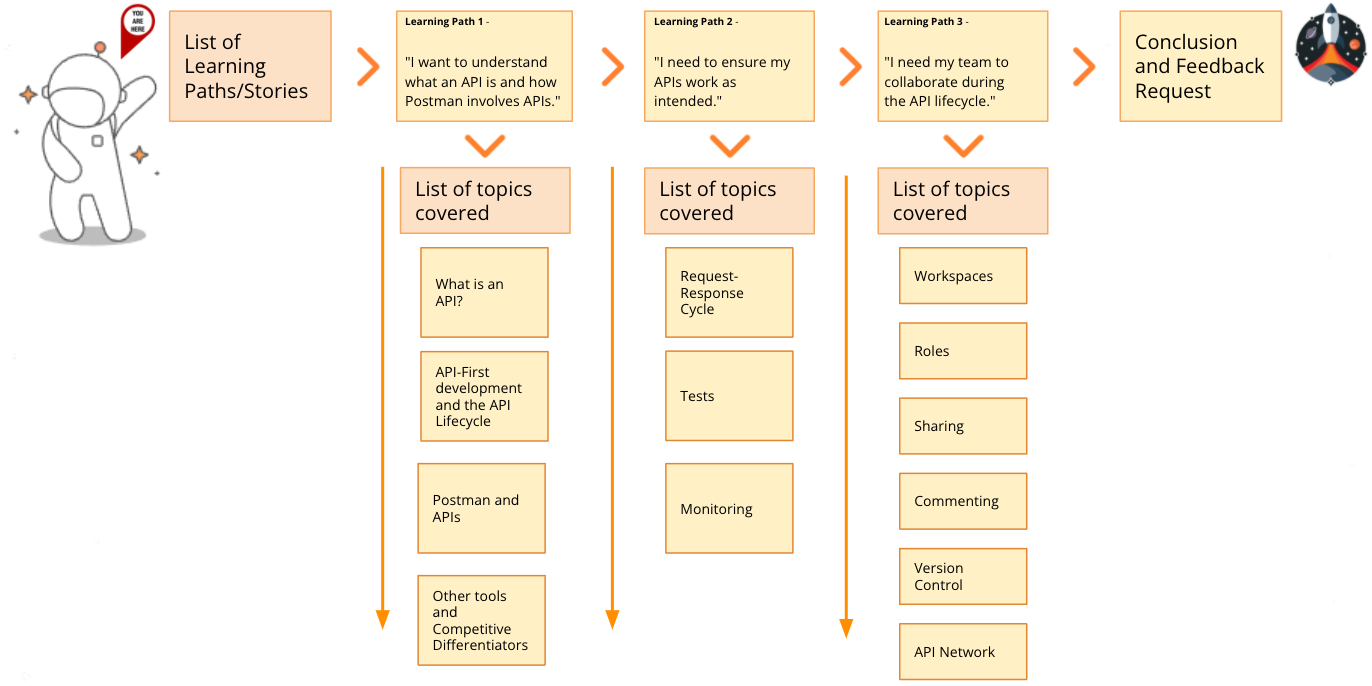 YOU
ARE
HERE
List of
Learning
Paths/Stories
Learning Path 1 -
"I want to understand
what an API is and how
Postman involves APIs."
Learning Path 2 -
"I need to ensure my
APIs work as
intended."
Learning Path 3 -
"I need my team to
collaborate during
the API lifecycle."
Conclusion
and Feedback
Request
List of topics
covered
What is an
API?
API-First
development
and the API
Lifecycle
Postman and
APIs
Other tools
and
Competitive
Differentiators
List of topics
covered
Request-
Response
Cycle
Tests
Monitoring
List of topics
covered
Workspaces
Roles
Sharing
Commenting
Version
Control
API Network